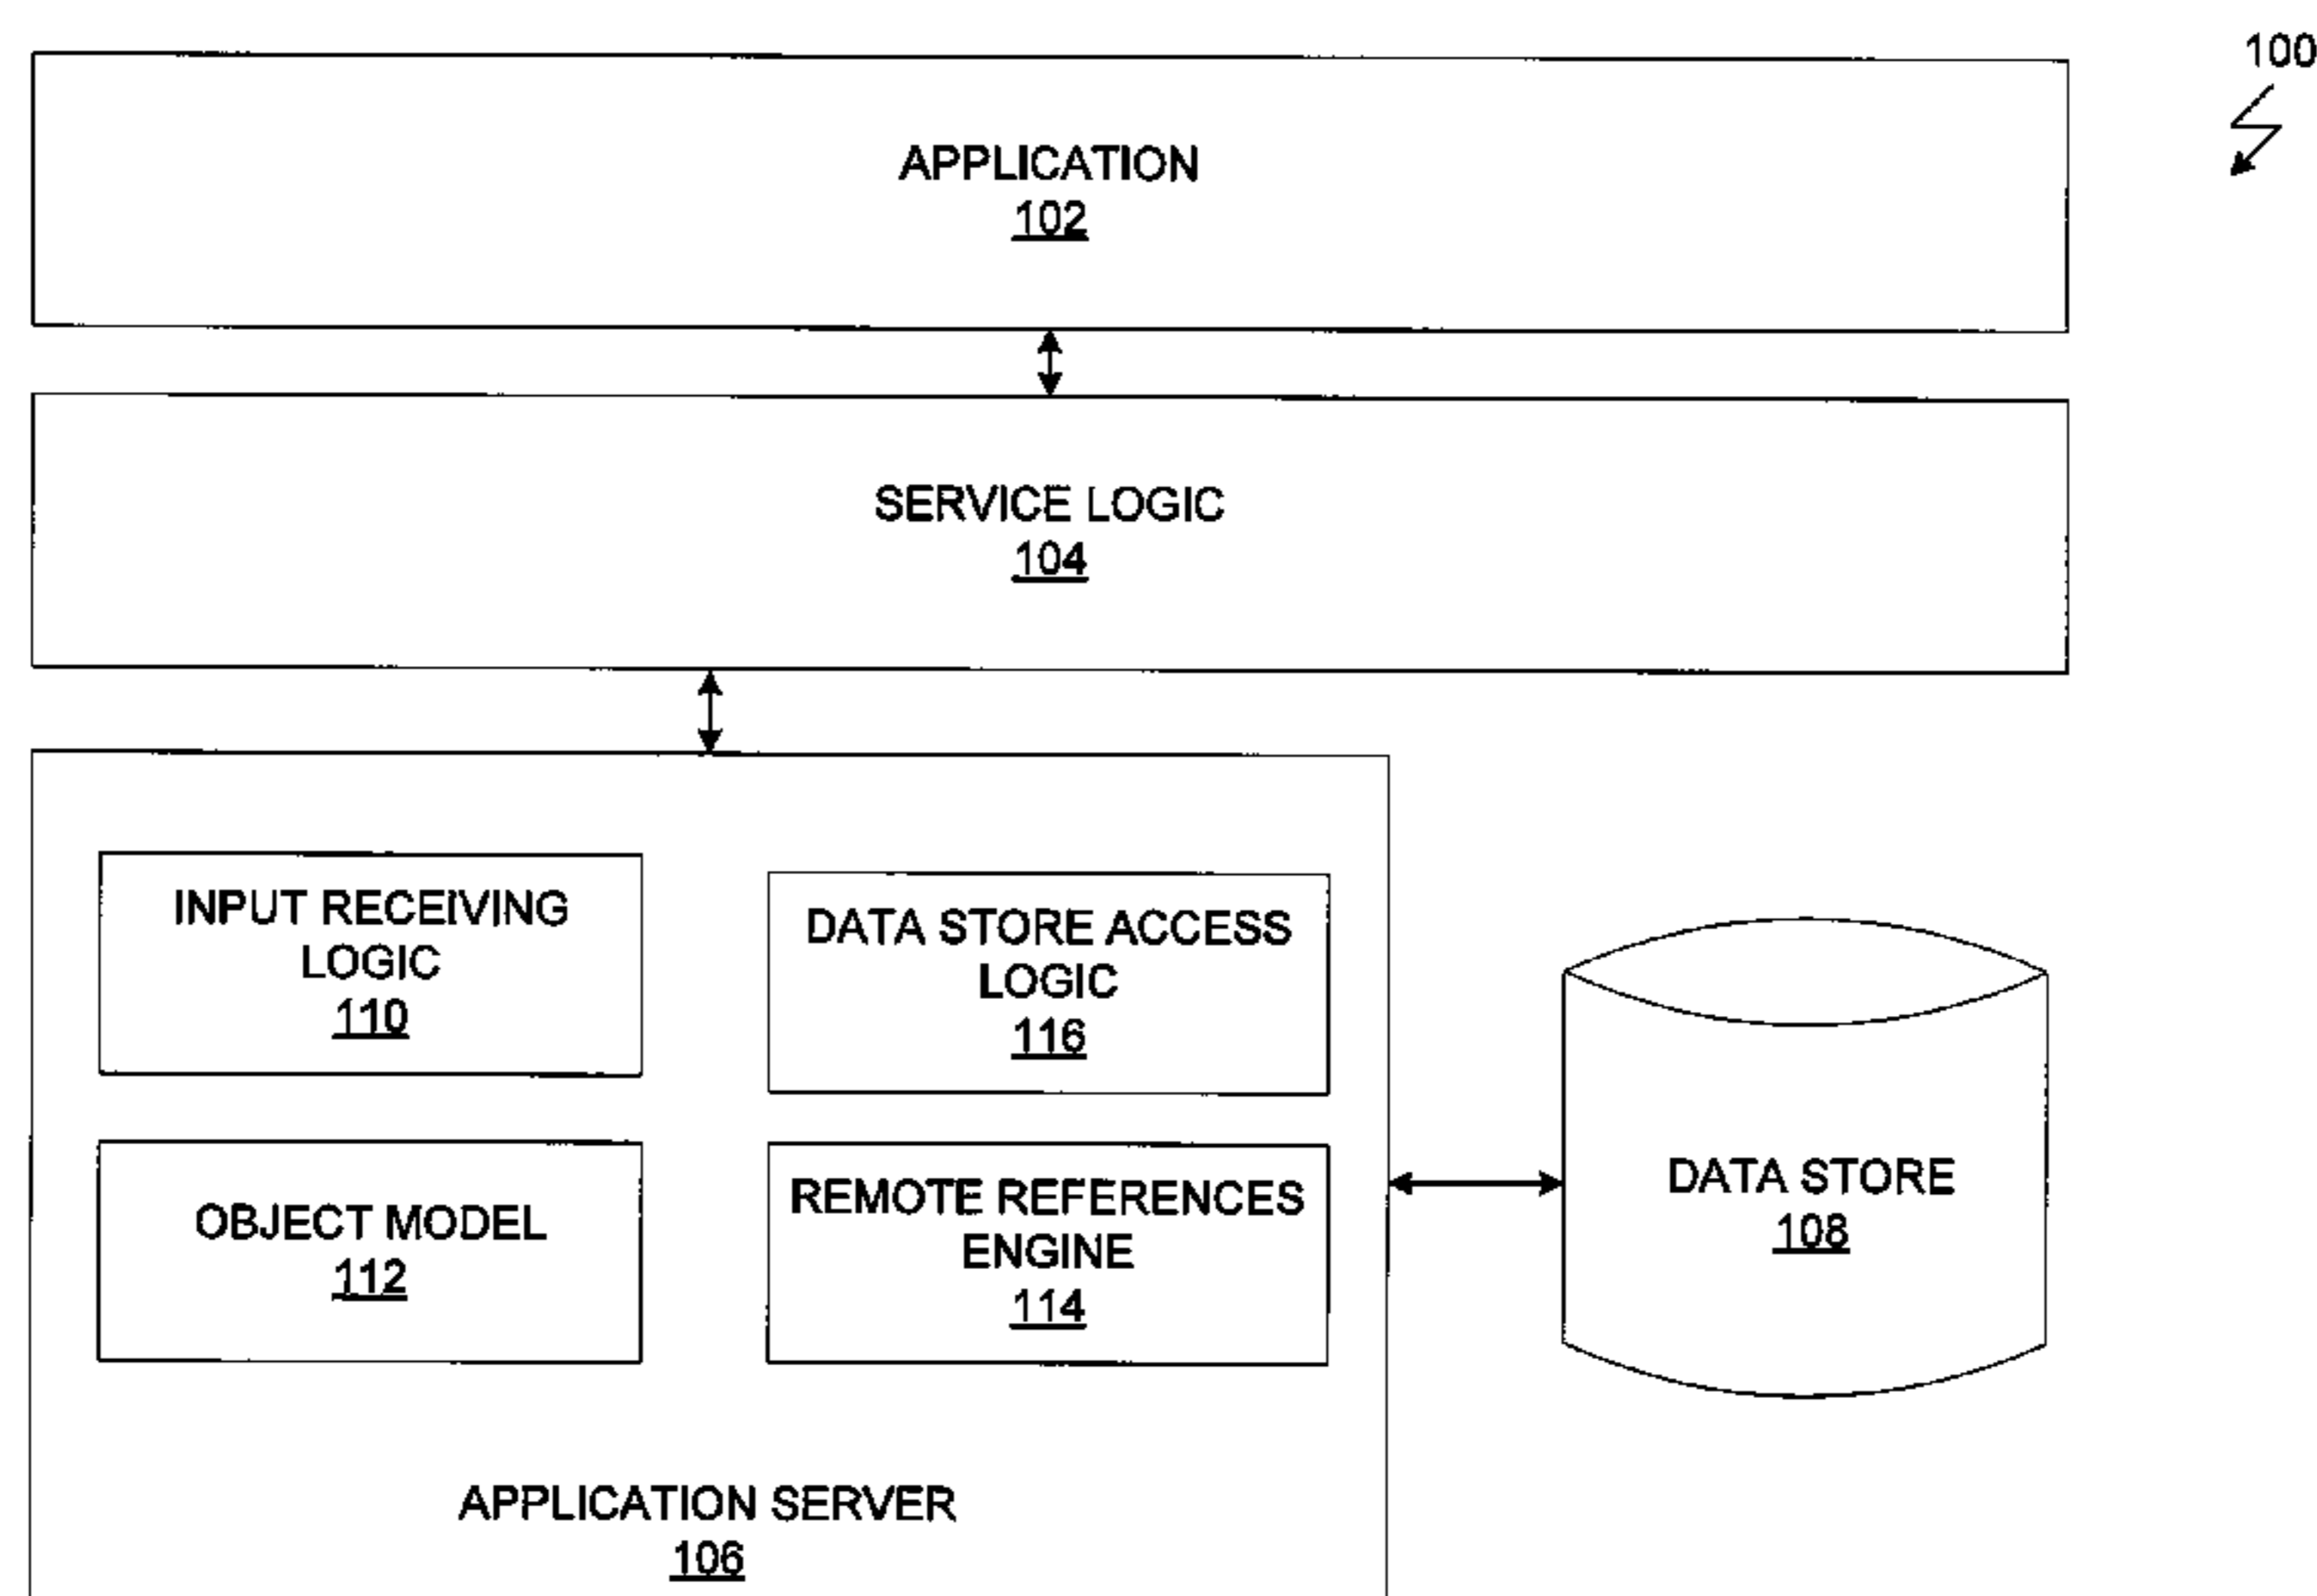 100
APPLICATION
102
SERVICE LOGIC
104
INPUT RECEIVING
LOGIC
110
DATA STORE ACCESS
LOGIC
116
OBJECT MODEL
112
REMOTE REFERENCES
ENGINE
114
DATA STORE
108
APPLICATION SERVER
106